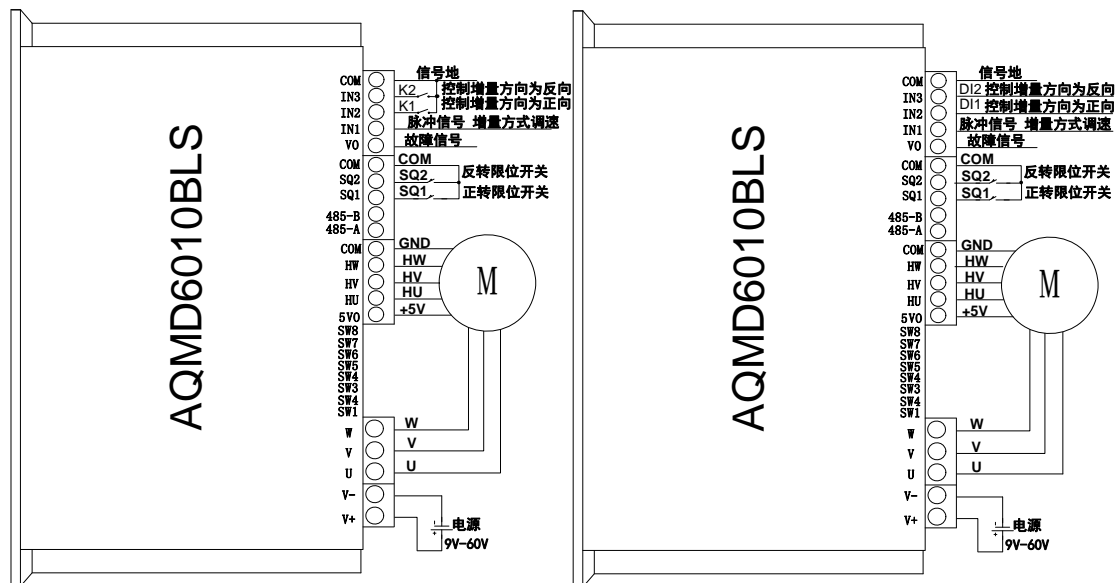 AQMD6010BLS
COM 信号地
IN3 K2 控制增量方向为反向
IN2 K1 控制增量方向为正向
IN1 脉冲信号 增量方式调速
VO 故障信号
COM COM
SQ2 SQ2 反转限位开关
SQ1 SQ1 正转限位开关
485-B
485-A
COM GND
HW HW
HV HV M
HU HU
5VO +5V
SW8
SW7
SW6
SW5
SW4
SW3
SW4
SW1
W W
V V
U U
V-
V+ 电源
9V-60V
AQMD6010BLS
COM 信号地
IN3 DI2 控制增量方向为反向
IN2 DI1 控制增量方向为正向
IN1 脉冲信号 增量方式调速
VO 故障信号
COM COM
SQ2 SQ2 反转限位开关
SQ1 SQ1 正转限位开关
485-B
485-A
COM GND
HW HW
HV HV M
HU HU
5VO +5V
SW8
SW7
SW6
SW5
SW4
SW3
SW4
SW1
W W
V V
U U
V-
V+ 电源
9V-60V